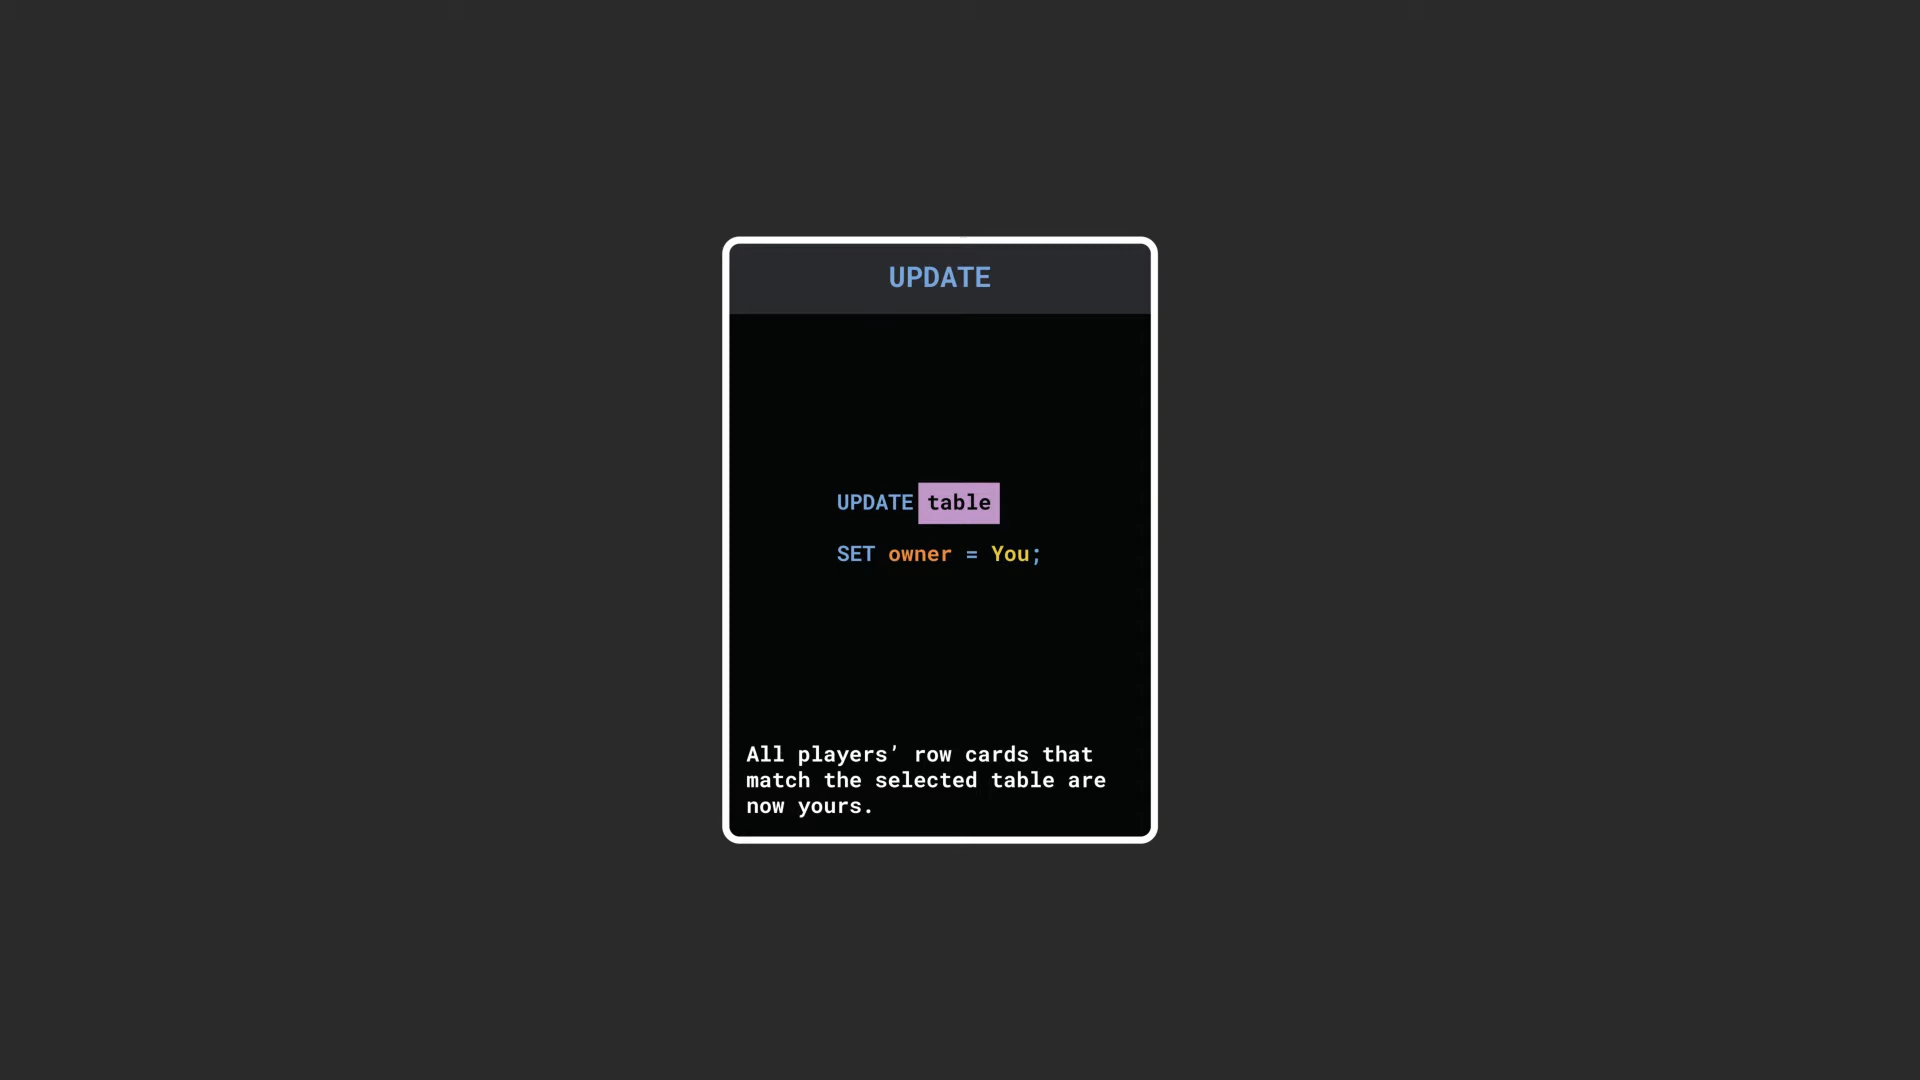 UPDATE
UPDATE table
SET owner = You;
All players’ row cards that
match the selected table are
now yours.